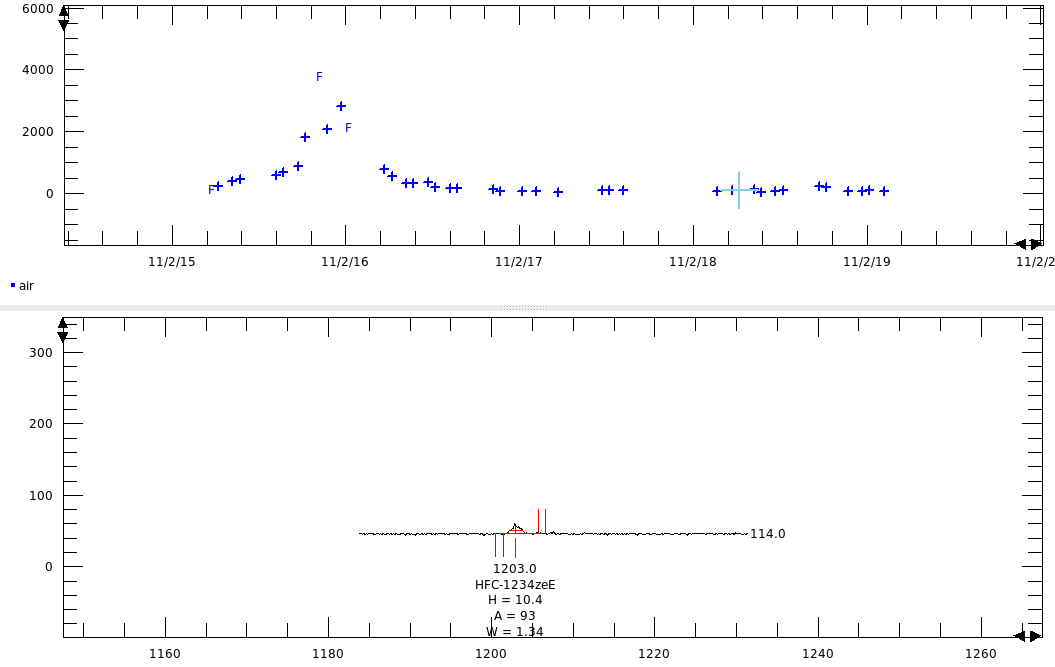 6000
4000
2000
0
F
F
F
11/2/15
11/2/16
11/2/17
11/2/18
11/2/19
11/2/2
air
300
200
100
0
114.0
1203.0
HFC-1234zeE
H = 10.4
A = 93
W = 1.34
1160
1180
1200
1220
1240
1260